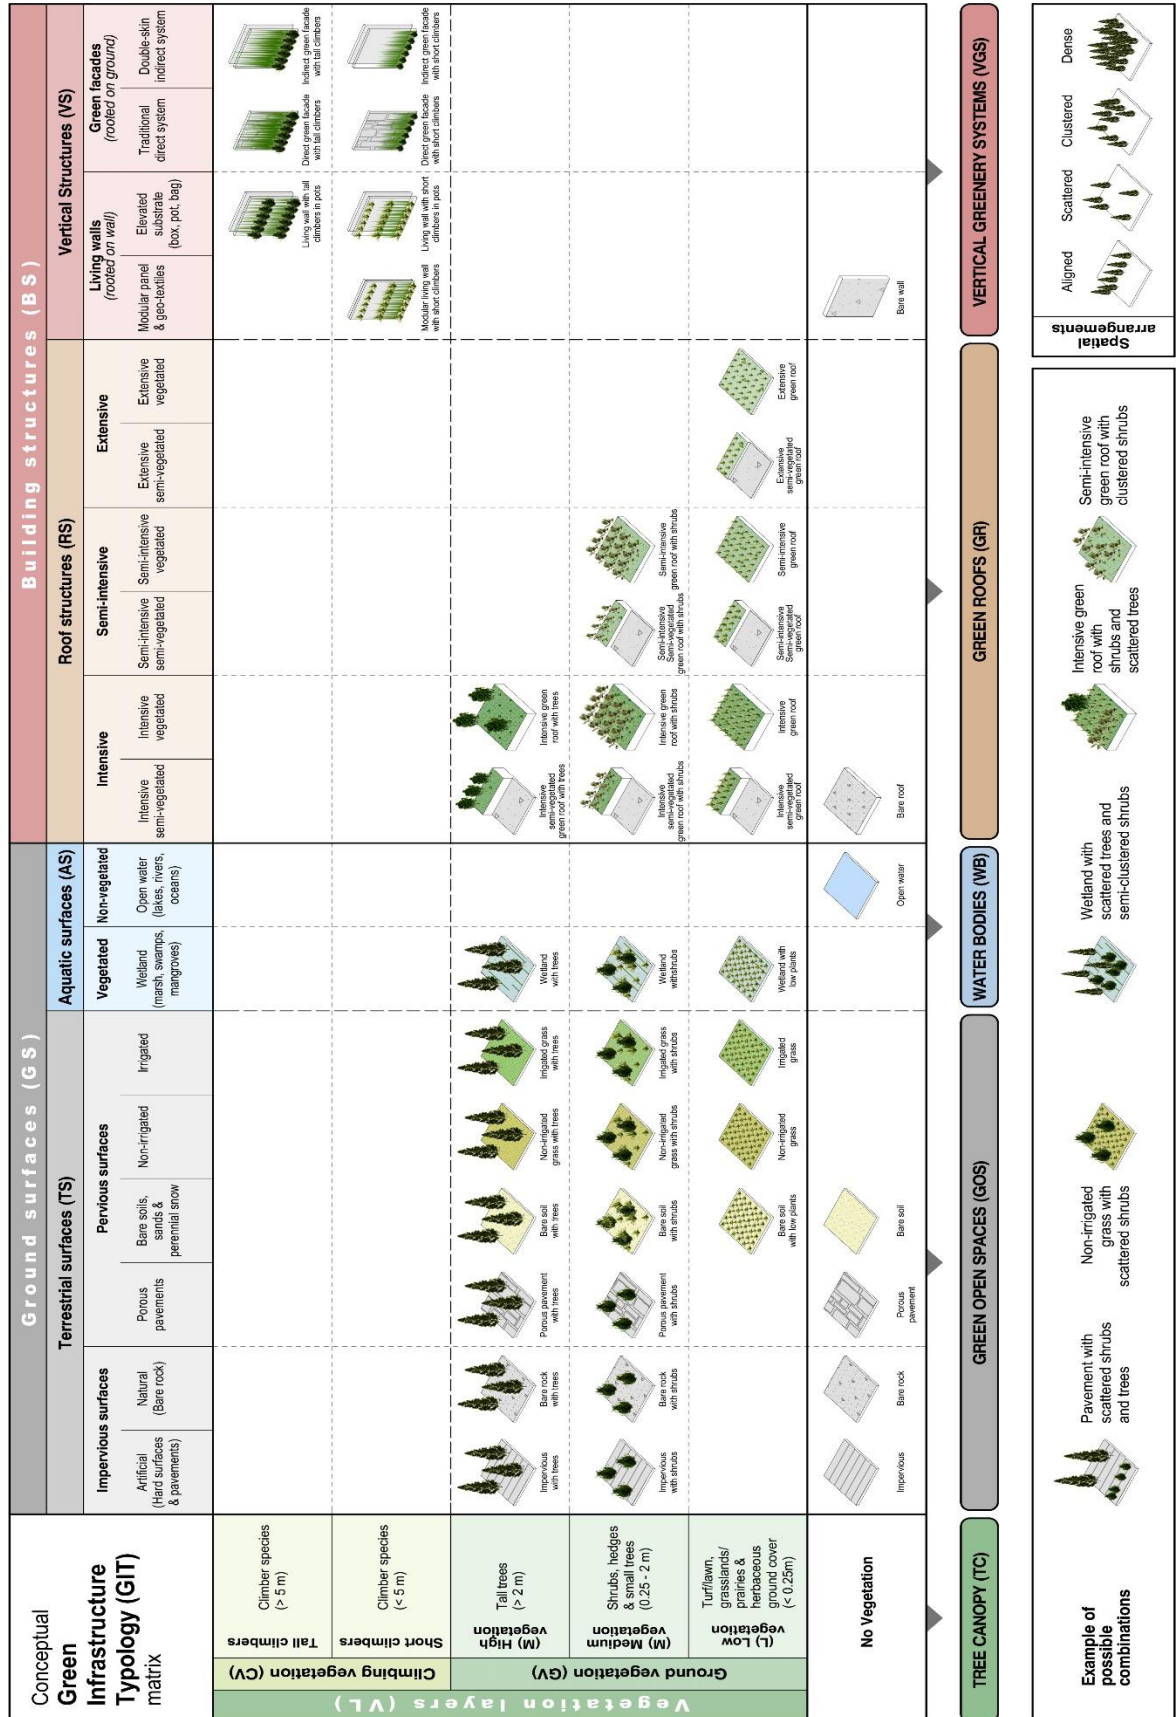 Conceptual
Green
Infrastructure
Typology (GIT)
matrix
Ground surfaces (GS)
Building structures (BS)
Terrestrial surfaces (TS)
Aquatic surfaces (AS)
Roof structures (RS)
Vertical Structures (VS)
Impervious surfaces
Pervious surfaces
Vegetated
Non-vegetated
Intensive
Semi-intensive
Extensive
Living walls
(rooted on wall)
Green facades
(rooted on ground)
Artificial
(Hard surfaces
& pavements)
Natural
(Bare rock)
Porous
pavements
Bare soils,
sands &
perennial snow
Non-irrigated
Irrigated
Wetland
(marsh, swamps,
mangroves)
Open water
(lakes, rivers,
oceans)
Intensive
semi-vegetated
Intensive
vegetated
Semi-intensive
semi-vegetated
Semi-intensive
vegetated
Extensive
semi-vegetated
Extensive
vegetated
Modular panel
& geo-textiles
Elevated
substrate
(box, pot, bag)
Traditional
direct system
Double-skin
indirect system
Vegetation layers (VL)
Climbing vegetation (CV)
Tall climbers
Climber species
(> 5 m)
Living wall with tall
climbers in pots
Direct green facade
with tall climbers
Indirect green facade
with tall climbers
Short climbers
Climber species
(< 5 m)
Modular living wall
with short climbers
Living wall with short
climbers in pots
Direct green facade
with short climbers
Indirect green facade
with short climbers
Ground vegetation (GV)
(M) High
vegetation
Tall trees
(> 2 m)
Impervious
with trees
Bare rock
with trees
Porous pavement
with trees
Bare soil
with trees
Non-irrigated
grass with trees
Irrigated grass
with trees
Wetland
with trees
Intensive
semi-vegetated
green roof with trees
Intensive green
roof with trees
(M) Medium
vegetation
Shrubs, hedges
& small trees
(0.25 - 2 m)
Impervious
with shrubs
Bare rock
with shrubs
Porous pavement
with shrubs
Bare soil
with shrubs
Non-irrigated
grass with shrubs
Irrigated grass
with shrubs
Wetland
withshrubs
Intensive
semi-vegetated
green roof with shrubs
Intensive green
roof with shrubs
Semi-intensive
Semi-vegetated
green roof with shrubs
Semi-intensive
green roof with shrubs
(L) Low
vegetation
Turf/lawn,
grasslands/
prairies &
herbaceous
ground cover
(< 0.25m)
Bare soil
with low plants
Non-irrigated
grass
Irrigated
grass
Wetland with
low plants
Intensive
semi-vegetated
green roof
Intensive
green roof
Semi-intensive
Semi-vegetated
green roof
Semi-intensive
green roof
Extensive
semi-vegetated
green roof
Extensive
green roof
No Vegetation
Impervious
Bare rock
Porous
pavement
Bare soil
Open water
Bare roof
Bare wall
TREE CANOPY (TC)
GREEN OPEN SPACES (GOS)
WATER BODIES (WB)
GREEN ROOFS (GR)
VERTICAL GREENERY SYSTEMS (VGS)
Example of
possible
combinations
Pavement with
scattered shrubs
and trees
Non-irrigated
grass with
scattered shrubs
Wetland with
scattered trees and
semi-clustered shrubs
Intensive green
roof with
shrubs and
scattered trees
Semi-intensive
green roof with
clustered shrubs
Spatial
arrangements
Aligned
Scattered
Clustered
Dense